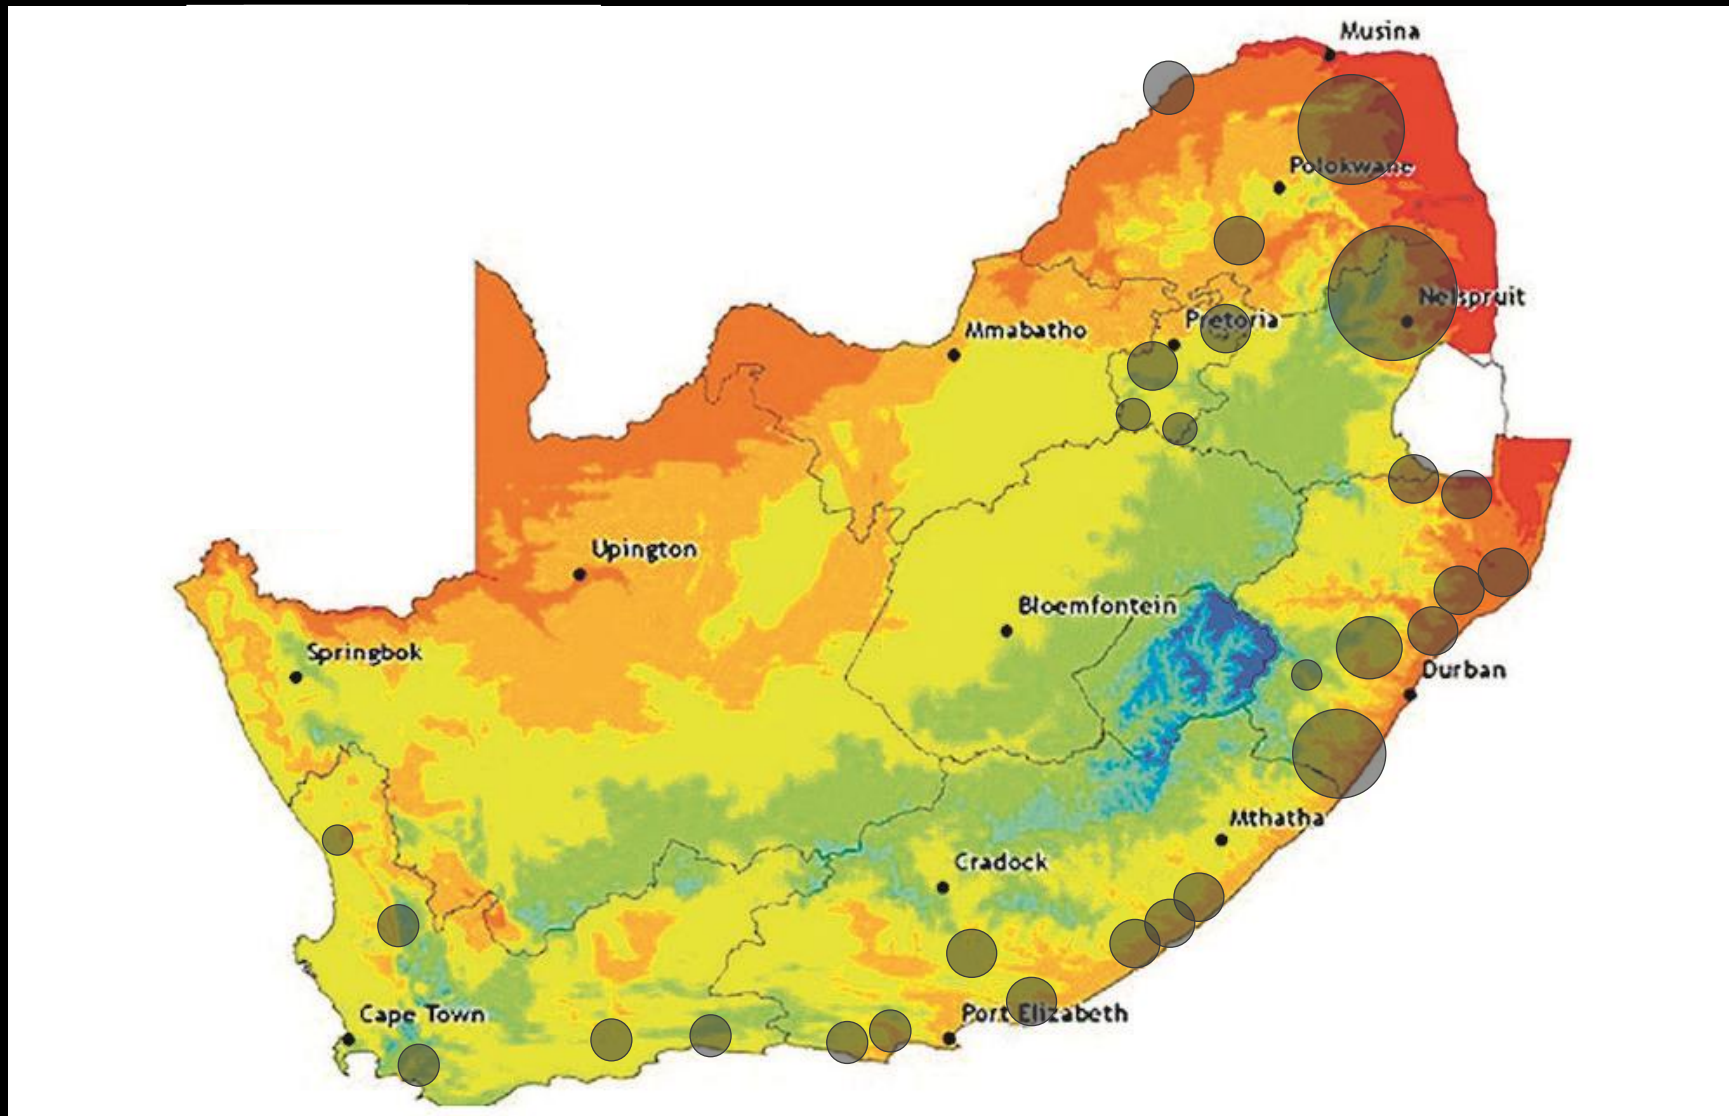 Musina
Polokwane
Nelspruit
Pretoria
Mmabatho
Upington
Bloemfontein
Springbok
Durban
Mthatha
Cradock
Cape Town
Port Elizabeth